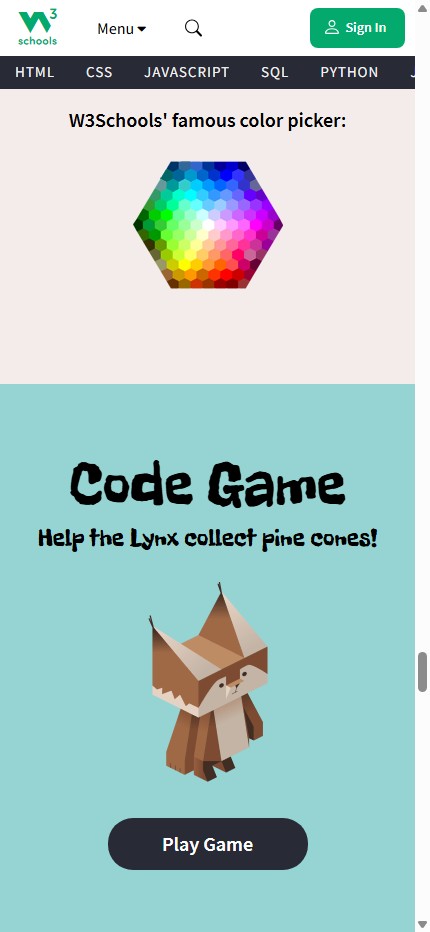 W3
schools
Menu
Sign In
HTML CSS JAVASCRIPT SQL PYTHON
W3Schools' famous color picker:
Code Game
Help the Lynx collect pine cones!
Play Game